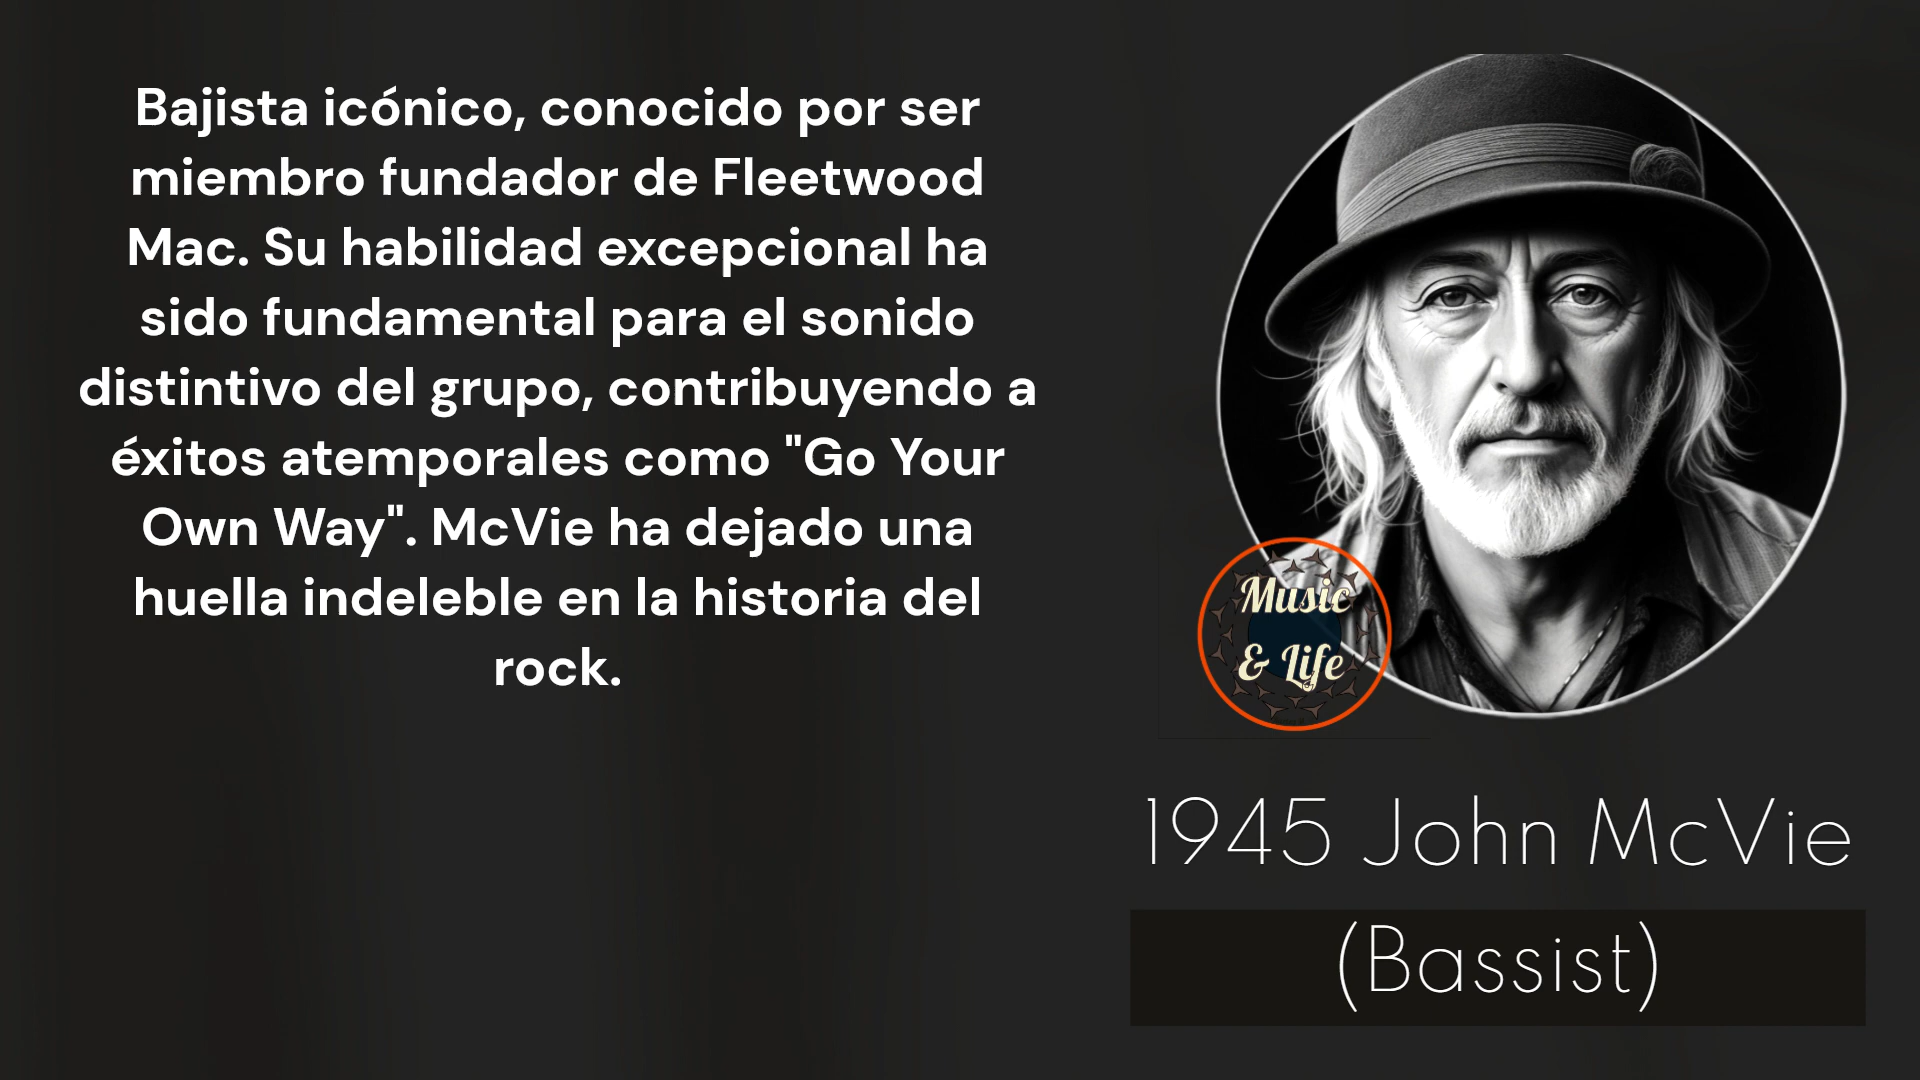 Bajista icónico, conocido por ser
miembro fundador de Fleetwood
Mac. Su habilidad excepcional ha
sido fundamental para el sonido
distintivo del grupo, contribuyendo a
éxitos atemporales como "Go Your
Own Way". McVie ha dejado una
huella indeleble en la historia del
rock.
Music
& Life
1945 John McVie
(Bassist)